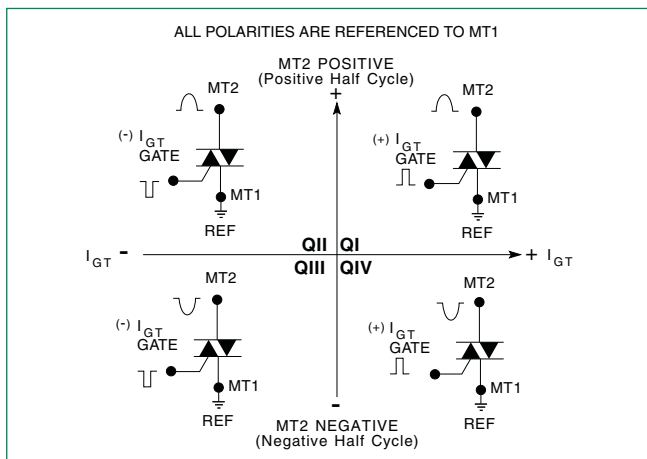 ALL POLARITIES ARE REFERENCED TO MT1
MT2 POSITIVE
(Positive Half Cycle)
+
MT2
(-) IGT
GATE
MT1
REF
MT2
(+) IGT
GATE
MT1
REF
IGT -
QII QI
QIII QIV
+ IGT
MT2
(-) IGT
GATE
MT1
REF
MT2
(+) IGT
GATE
MT1
REF
-
MT2 NEGATIVE
(Negative Half Cycle)